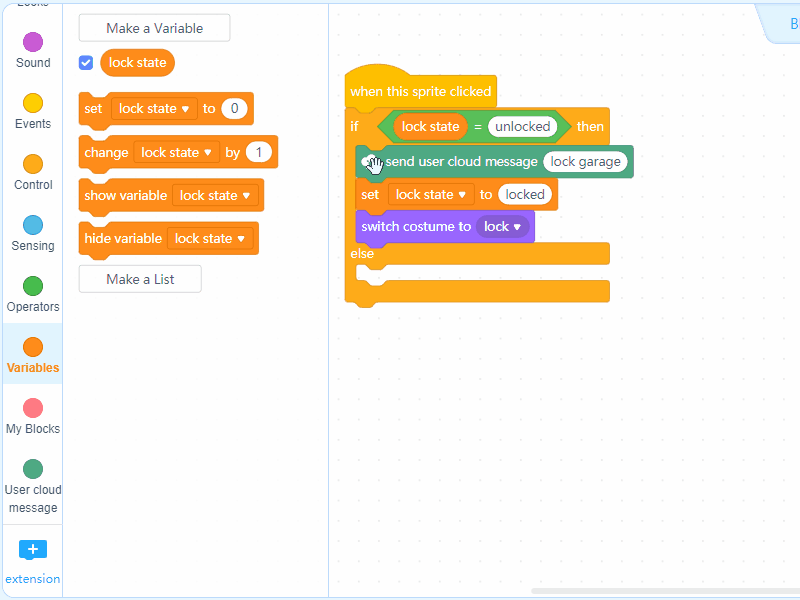 Sound
Events
Control
Sensing
Operators
Variables
My Blocks
User cloud
message
extension
Make a Variable
lock state
set lock state to 0
change lock state by 1
show variable lock state
hide variable lock state
Make a List
when this sprite clicked
if lock state = unlocked then
send user cloud message lock garage
set lock state to locked
switch costume to lock
else